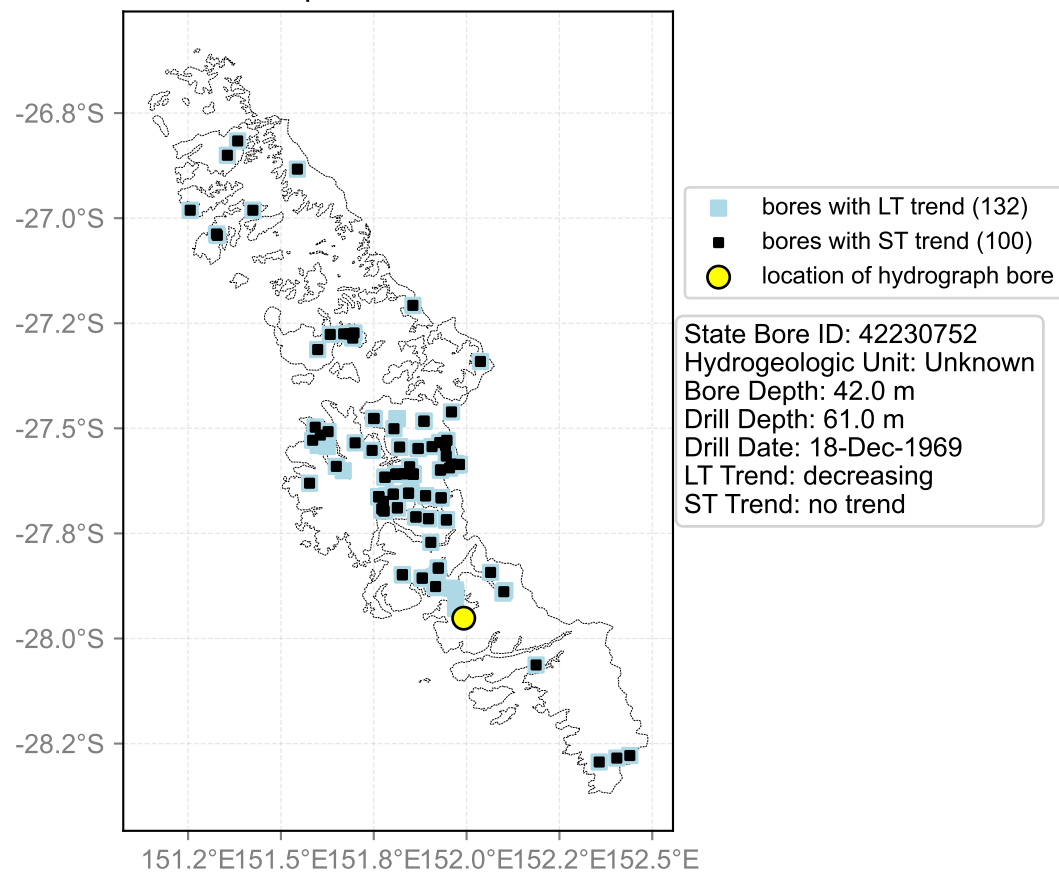 -26.8°S
-27.0°S
-27.2°S
-27.5°S
-27.8°S
-28.0°S
-28.2°S
151.2°E151.5°E151.8°E152.0°E152.2°E152.5°E
bores with LT trend (132)
bores with ST trend (100)
location of hydrograph bore
State Bore ID: 42230752
Hydrogeologic Unit: Unknown
Bore Depth: 42.0 m
Drill Depth: 61.0 m
Drill Date: 18-Dec-1969
LT Trend: decreasing
ST Trend: no trend